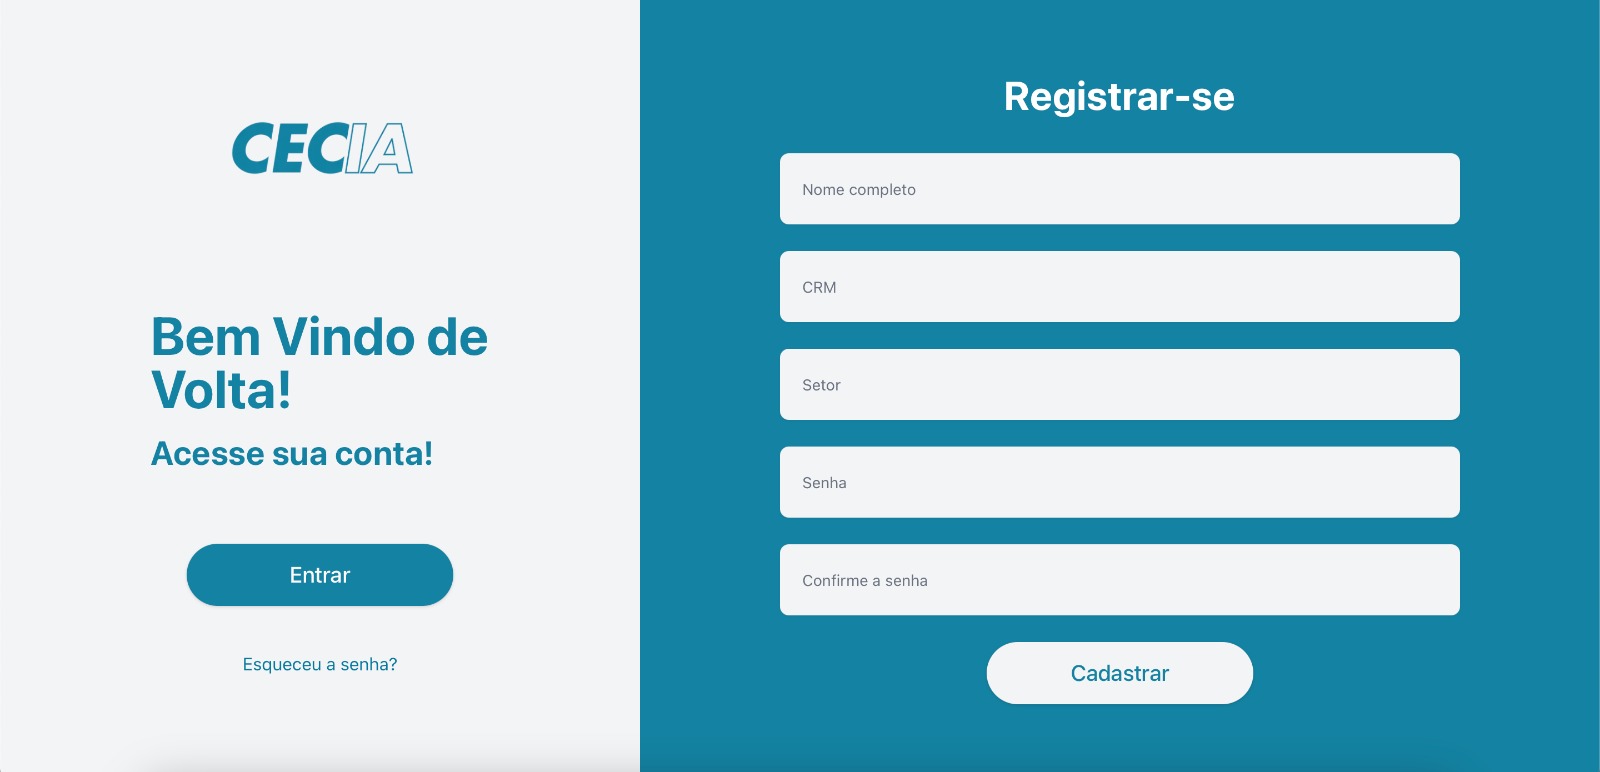 CECIA
Bem Vindo de
Volta!
Acesse sua conta!
Entrar
Esqueceu a senha?
Registrar-se
Nome completo
CRM
Setor
Senha
Confirme a senha
Cadastrar